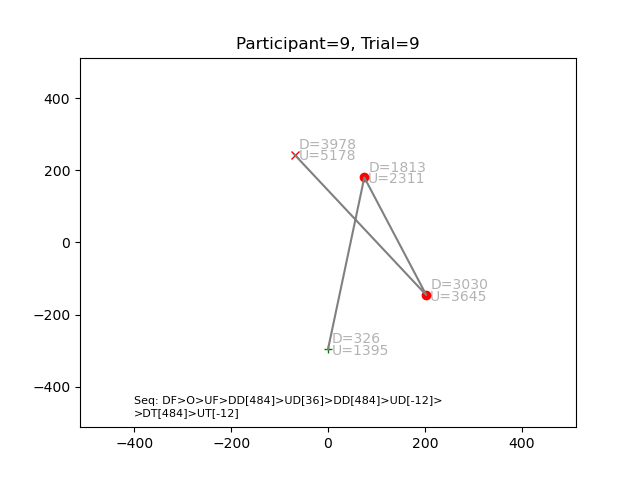 Participant=9, Trial=9
400
200
0
−200
−400
D=3978
U=5178
D=1813
U=2311
D=3030
U=3645
D=326
U=1395
Seq: DF>O>UF>DD[484]>UD[36]>DD[484]>UD[-12]>
>DT[484]>UT[-12]
−400 −200 0 200 400